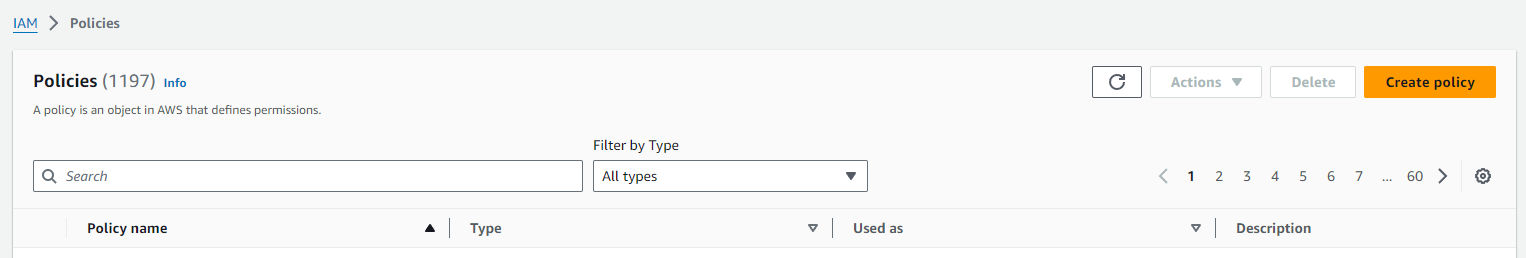 IAM > Policies
Policies (1197) Info
Actions Delete Create policy
A policy is an object in AWS that defines permissions.
Filter by Type
Search All types 1 2 3 4 5 6 7 ... 60
Policy name Type Used as Description